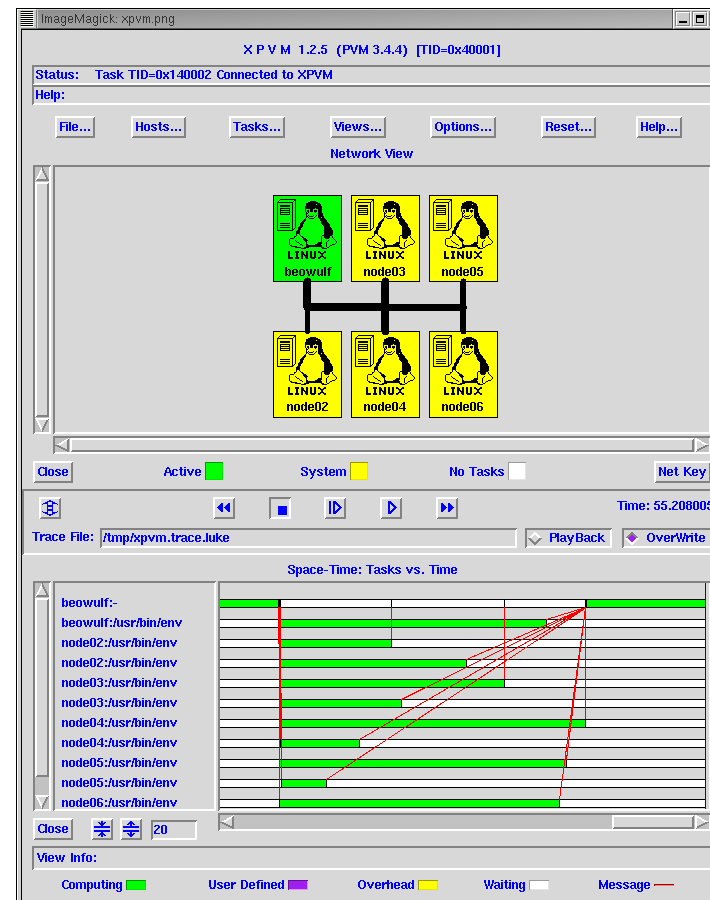 ImageMagick: xpvm.png
X P V M 1.2.5 (PVM 3.4.4) [TID=0x40001]
Status: Task TID=0x140002 Connected to XPVM
Help:
File... Hosts... Tasks... Views... Options... Reset... Help...
Network View
LINUX LINUX LINUX
beowulf node03 node05
LINUX LINUX LINUX
node02 node04 node06
Close Active System No Tasks Net Key
Time: 55.208005
Trace File: /tmp/xpvm.trace.luke PlayBack OverWrite
Space-Time: Tasks vs. Time
beowulf:-
beowulf:/usr/bin/env
node02:/usr/bin/env
node02:/usr/bin/env
node03:/usr/bin/env
node03:/usr/bin/env
node04:/usr/bin/env
node04:/usr/bin/env
node05:/usr/bin/env
node05:/usr/bin/env
node06:/usr/bin/env
Close 20
View Info:
Computing User Defined Overhead Waiting Message